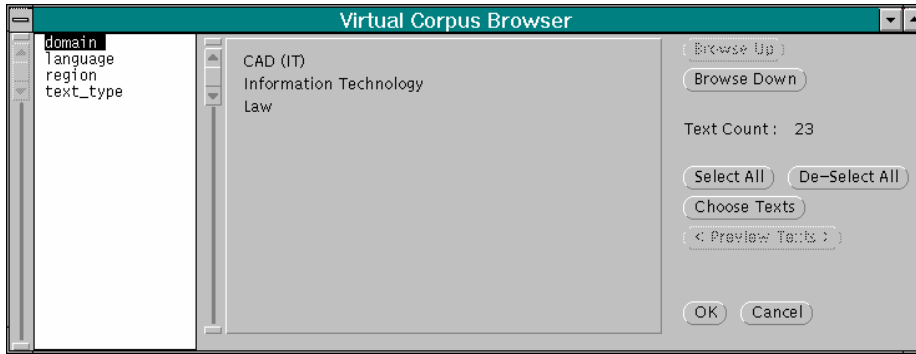 Virtual Corpus Browser
domain
language
region
text_type
CAD (IT)
Information Technology
Law
Browse Up
Browse Down
Text Count: 23
Select All De-Select All
Choose Texts
< Preview Texts >
OK Cancel